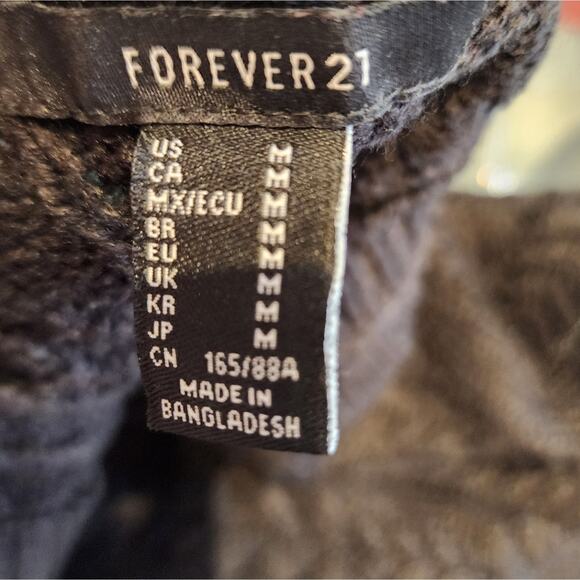 FOREVER 21
US M
CA M
MX/ECU M
BR M
EU M
UK M
KR M
JP M
CN 165/88A
MADE IN
BANGLADESH